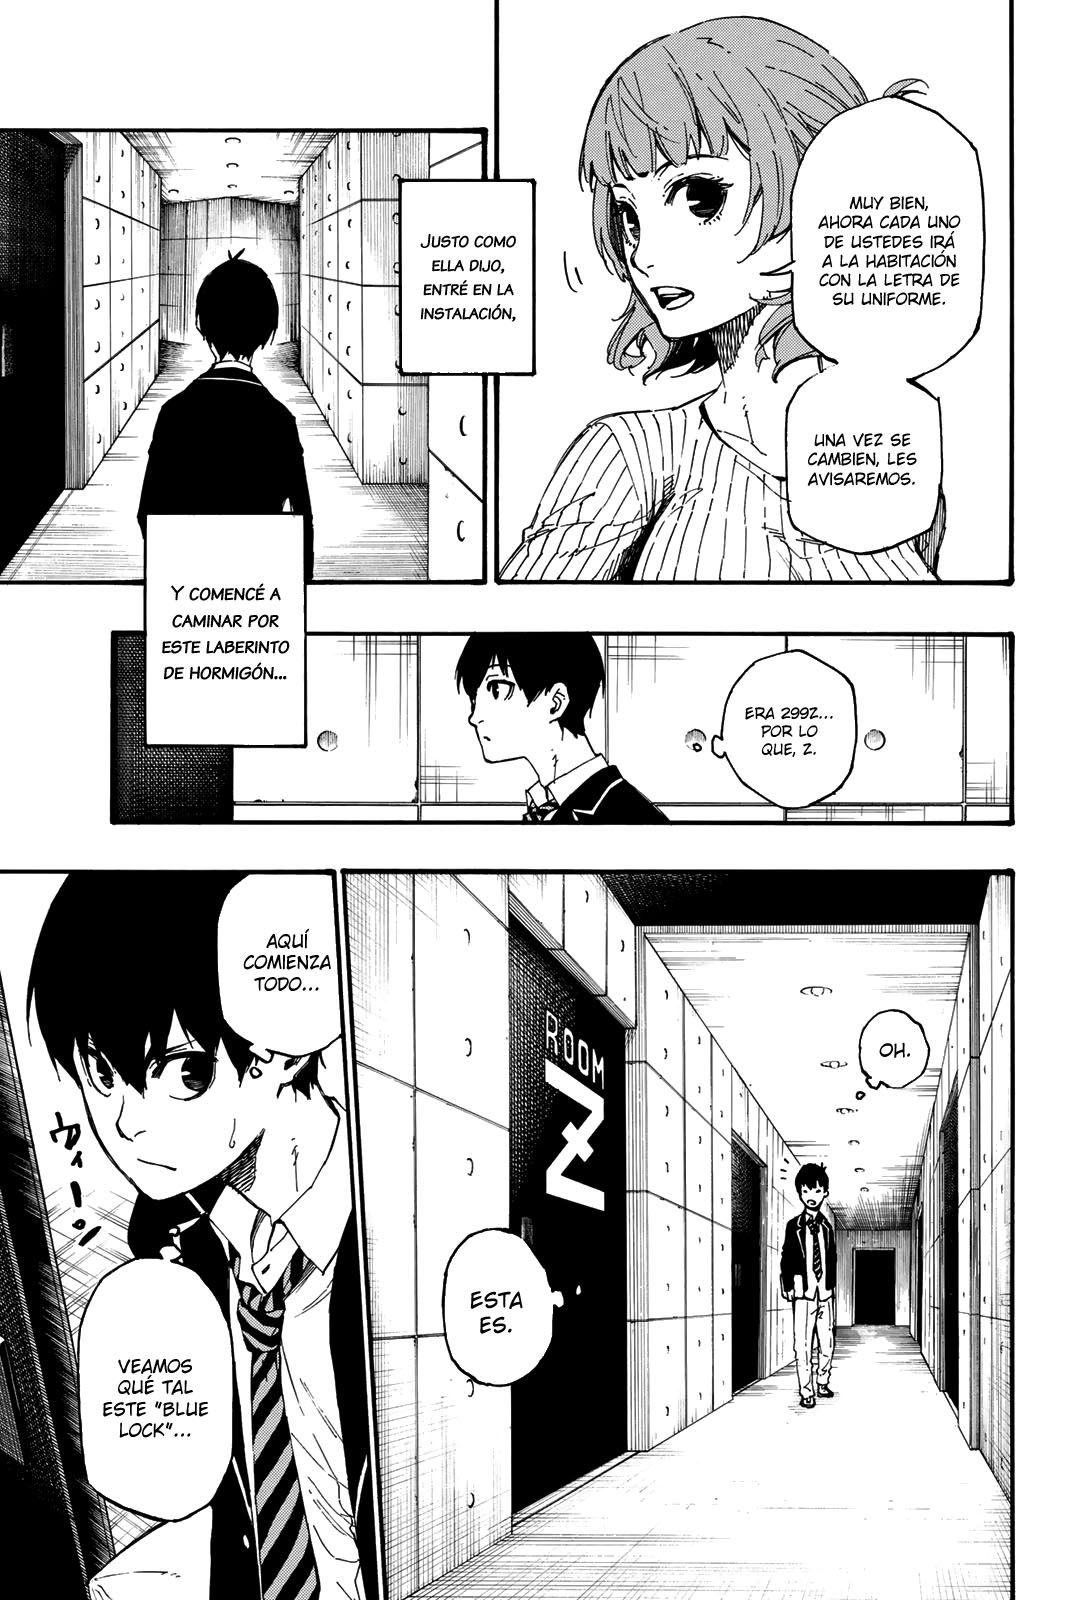 MUY BIEN,
AHORA CADA UNO
DE USTEDES IRÁ
A LA HABITACIÓN
CON LA LETRA DE
SU UNIFORME.
UNA VEZ SE
CAMBIEN, LES
AVISAREMOS.
JUSTO COMO
ELLA DIJO,
ENTRÉ EN LA
INSTALACIÓN,
Y COMENCÉ A
CAMINAR POR
ESTE LABERINTO
DE HORMIGÓN...
ERA 299Z...
POR LO
QUE, Z.
OH.
ROOM
Z
ESTA
ES.
AQUÍ
COMIENZA
TODO...
ウィーン
VEAMOS
QUÉ TAL
ESTE "BLUE
LOCK"...